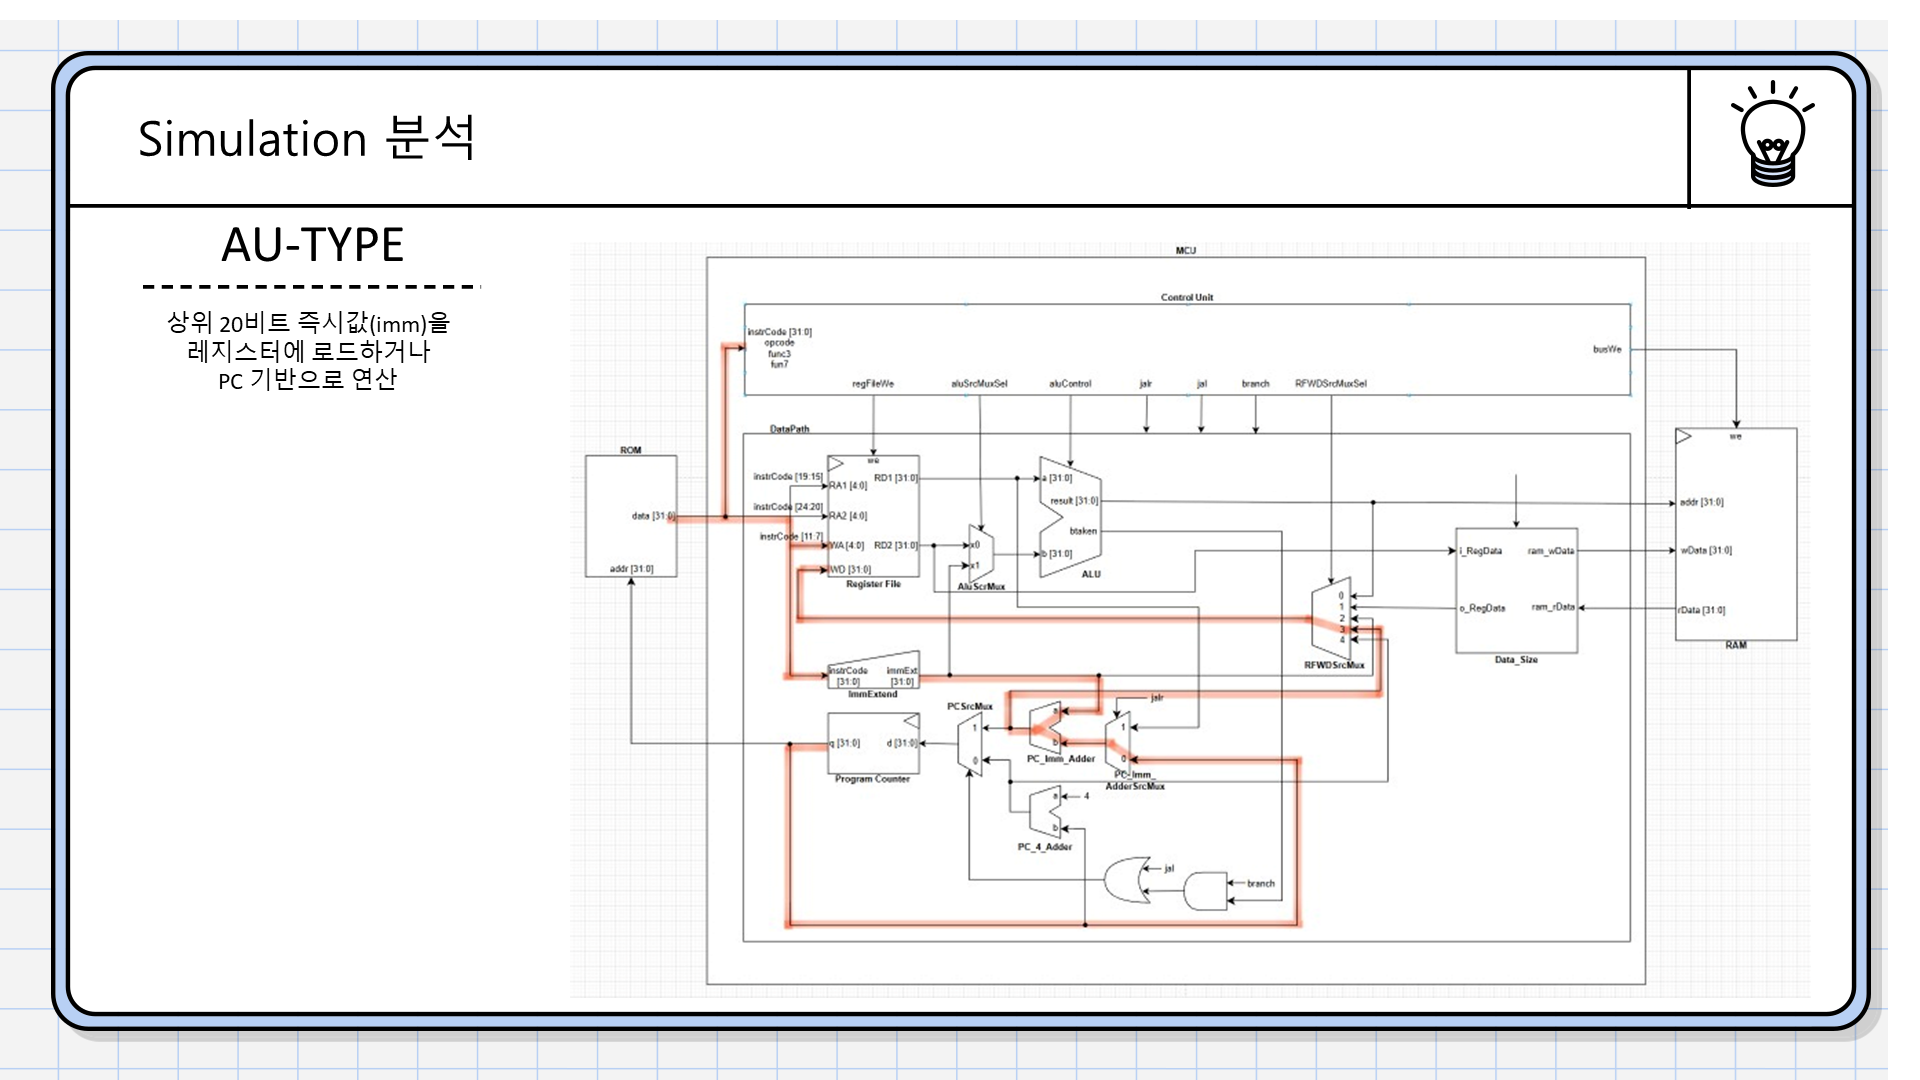 Simulation 분석
AU-TYPE
상위 20비트 즉시값(imm)을
레지스터에 로드하거나
PC 기반으로 연산
MCU
Control Unit
instrCode [31:0]
opcode
func3
fun7
busWe
regFileWe
aluSrcMuxSel
aluControl
jalr
jal
branch
RFWDSrcMuxSel
DataPath
ROM
data [31:0]
addr [31:0]
instrCode [19:15]
instrCode [24:20]
instrCode [11:7]
we
RA1 [4:0]
RA2 [4:0]
WA [4:0]
WD [31:0]
RD1 [31:0]
RD2 [31:0]
Register File
x0
x1
AluScrMux
a [31:0]
result [31:0]
btaken
b [31:0]
ALU
0
1
2
3
4
RFWDSrcMux
i_RegData
ram_wData
o_RegData
ram_rData
Data_Size
we
addr [31:0]
wData [31:0]
rData [31:0]
RAM
instrCode
[31:0]
immExt
[31:0]
ImmExtend
PCSrcMux
1
0
a
b
PC_Imm_Adder
jalr
1
0
PC_Imm_
AdderSrcMux
q [31:0]
d [31:0]
Program Counter
a
4
b
PC_4_Adder
jal
branch